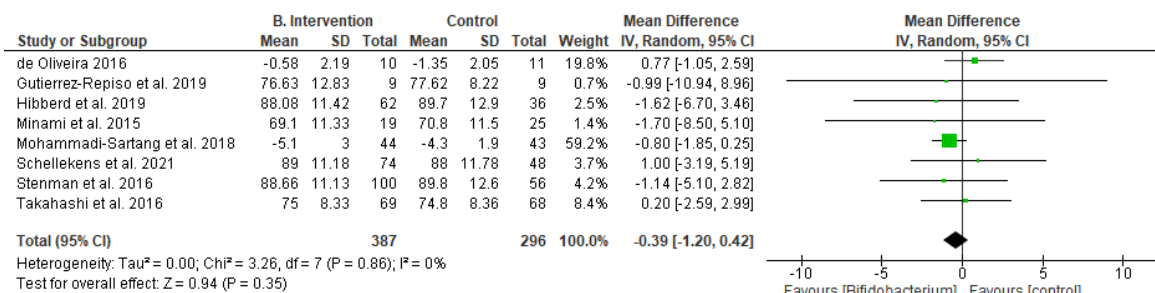 B. Intervention Control Mean Difference Mean Difference
Study or Subgroup Mean SD Total Mean SD Total Weight IV, Random, 95% CI IV, Random, 95% CI
de Oliveira 2016 -0.58 2.19 10 -1.35 2.05 11 19.8% 0.77 [-1.05, 2.59]
Gutierrez-Repiso et al. 2019 76.63 12.83 9 77.62 8.22 9 0.7% -0.99 [-10.94, 8.96]
Hibberd et al. 2019 88.08 11.42 62 89.7 12.9 36 2.5% -1.62 [-6.70, 3.46]
Minami et al. 2015 69.1 11.33 19 70.8 11.5 25 1.4% -1.70 [-8.50, 5.10]
Mohammadi-Sartang et al. 2018 -5.1 3 44 -4.3 1.9 43 59.2% -0.80 [-1.85, 0.25]
Schellekens et al. 2021 89 11.18 74 88 11.78 48 3.7% 1.00 [-3.19, 5.19]
Stenman et al. 2016 88.66 11.13 100 89.8 12.6 56 4.2% -1.14 [-5.10, 2.82]
Takahashi et al. 2016 75 8.33 69 74.8 8.36 68 8.4% 0.20 [-2.59, 2.99]
Total (95% CI) 387 296 100.0% -0.39 [-1.20, 0.42]
Heterogeneity: Tau² = 0.00; Chi² = 3.26, df = 7 (P = 0.86); I² = 0%
Test for overall effect: Z = 0.94 (P = 0.35)
-10 -5 0 5 10
Favours [Bifidobacterium] Favours [control]